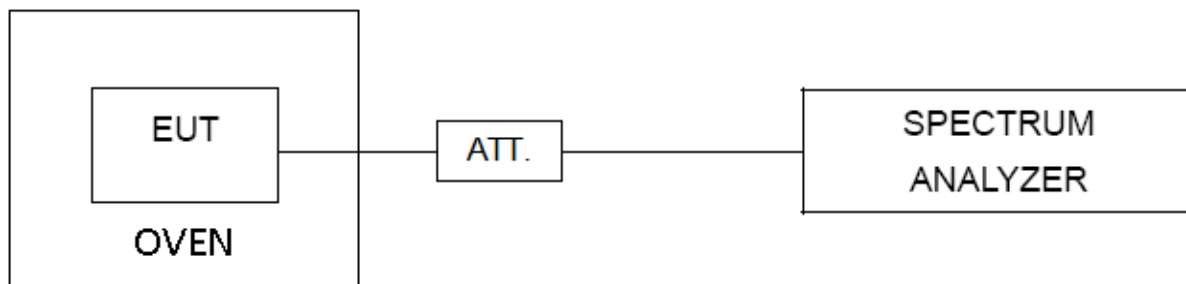 EUT
OVEN
ATT.
SPECTRUM
ANALYZER